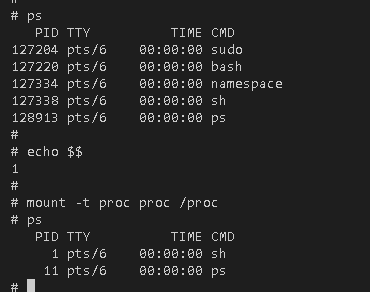 #
# ps
PID TTY TIME CMD
127204 pts/6 00:00:00 sudo
127220 pts/6 00:00:00 bash
127334 pts/6 00:00:00 namespace
127338 pts/6 00:00:00 sh
128913 pts/6 00:00:00 ps
#
# echo $$
1
#
# mount -t proc proc /proc
# ps
PID TTY TIME CMD
1 pts/6 00:00:00 sh
11 pts/6 00:00:00 ps
#